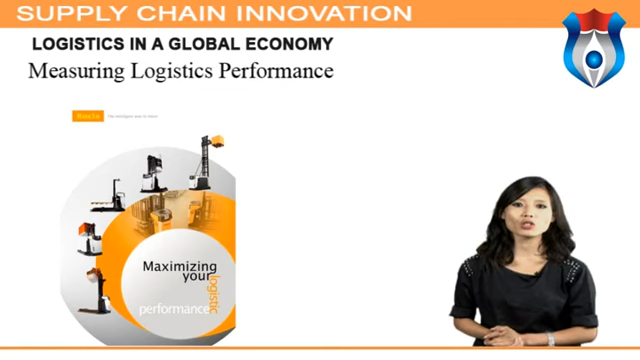 SUPPLY CHAIN INNOVATION
LOGISTICS IN A GLOBAL ECONOMY
Measuring Logistics Performance
Maximizing
your
logistic
performance